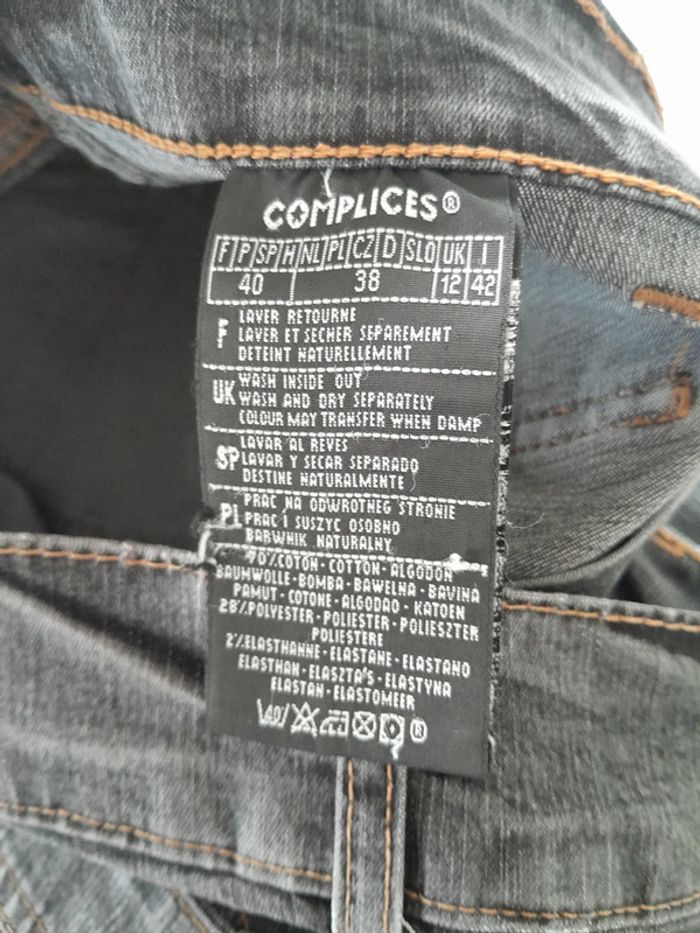 COMPLICES®
F P SP H NL PL CZ D SLO UK I
40 38 12 42
F LAVER RETOURNE
LAVER ET SECHER SEPAREMENT
DETEINT NATURELLEMENT
UK WASH INSIDE OUT
WASH AND DRY SEPARATELY
COLOUR MAY TRANSFER WHEN DAMP
SP LAVAR AL REVES
LAVAR Y SECAR SEPARADO
DESTINE NATURALMENTE
PL PRAC NA ODWROTNEG STRONIE
PRAC I SUSZYC OSOBNO
BARWNIK NATURALNY
70% COTON - COTTON - ALGODON
BAUMWOLLE - BOMBA - BAWELNA - BAVINA
PAMUT - COTONE - ALGODAO - KATOEN
28% POLYESTER - POLIESTER - POLIESZTER
POLIESTERE
2% ELASTHANNE - ELASTANE - ELASTANO
ELASTHAN - ELASZTA'S - ELASTYNA
ELASTAN - ELASTOMEER
40 ®